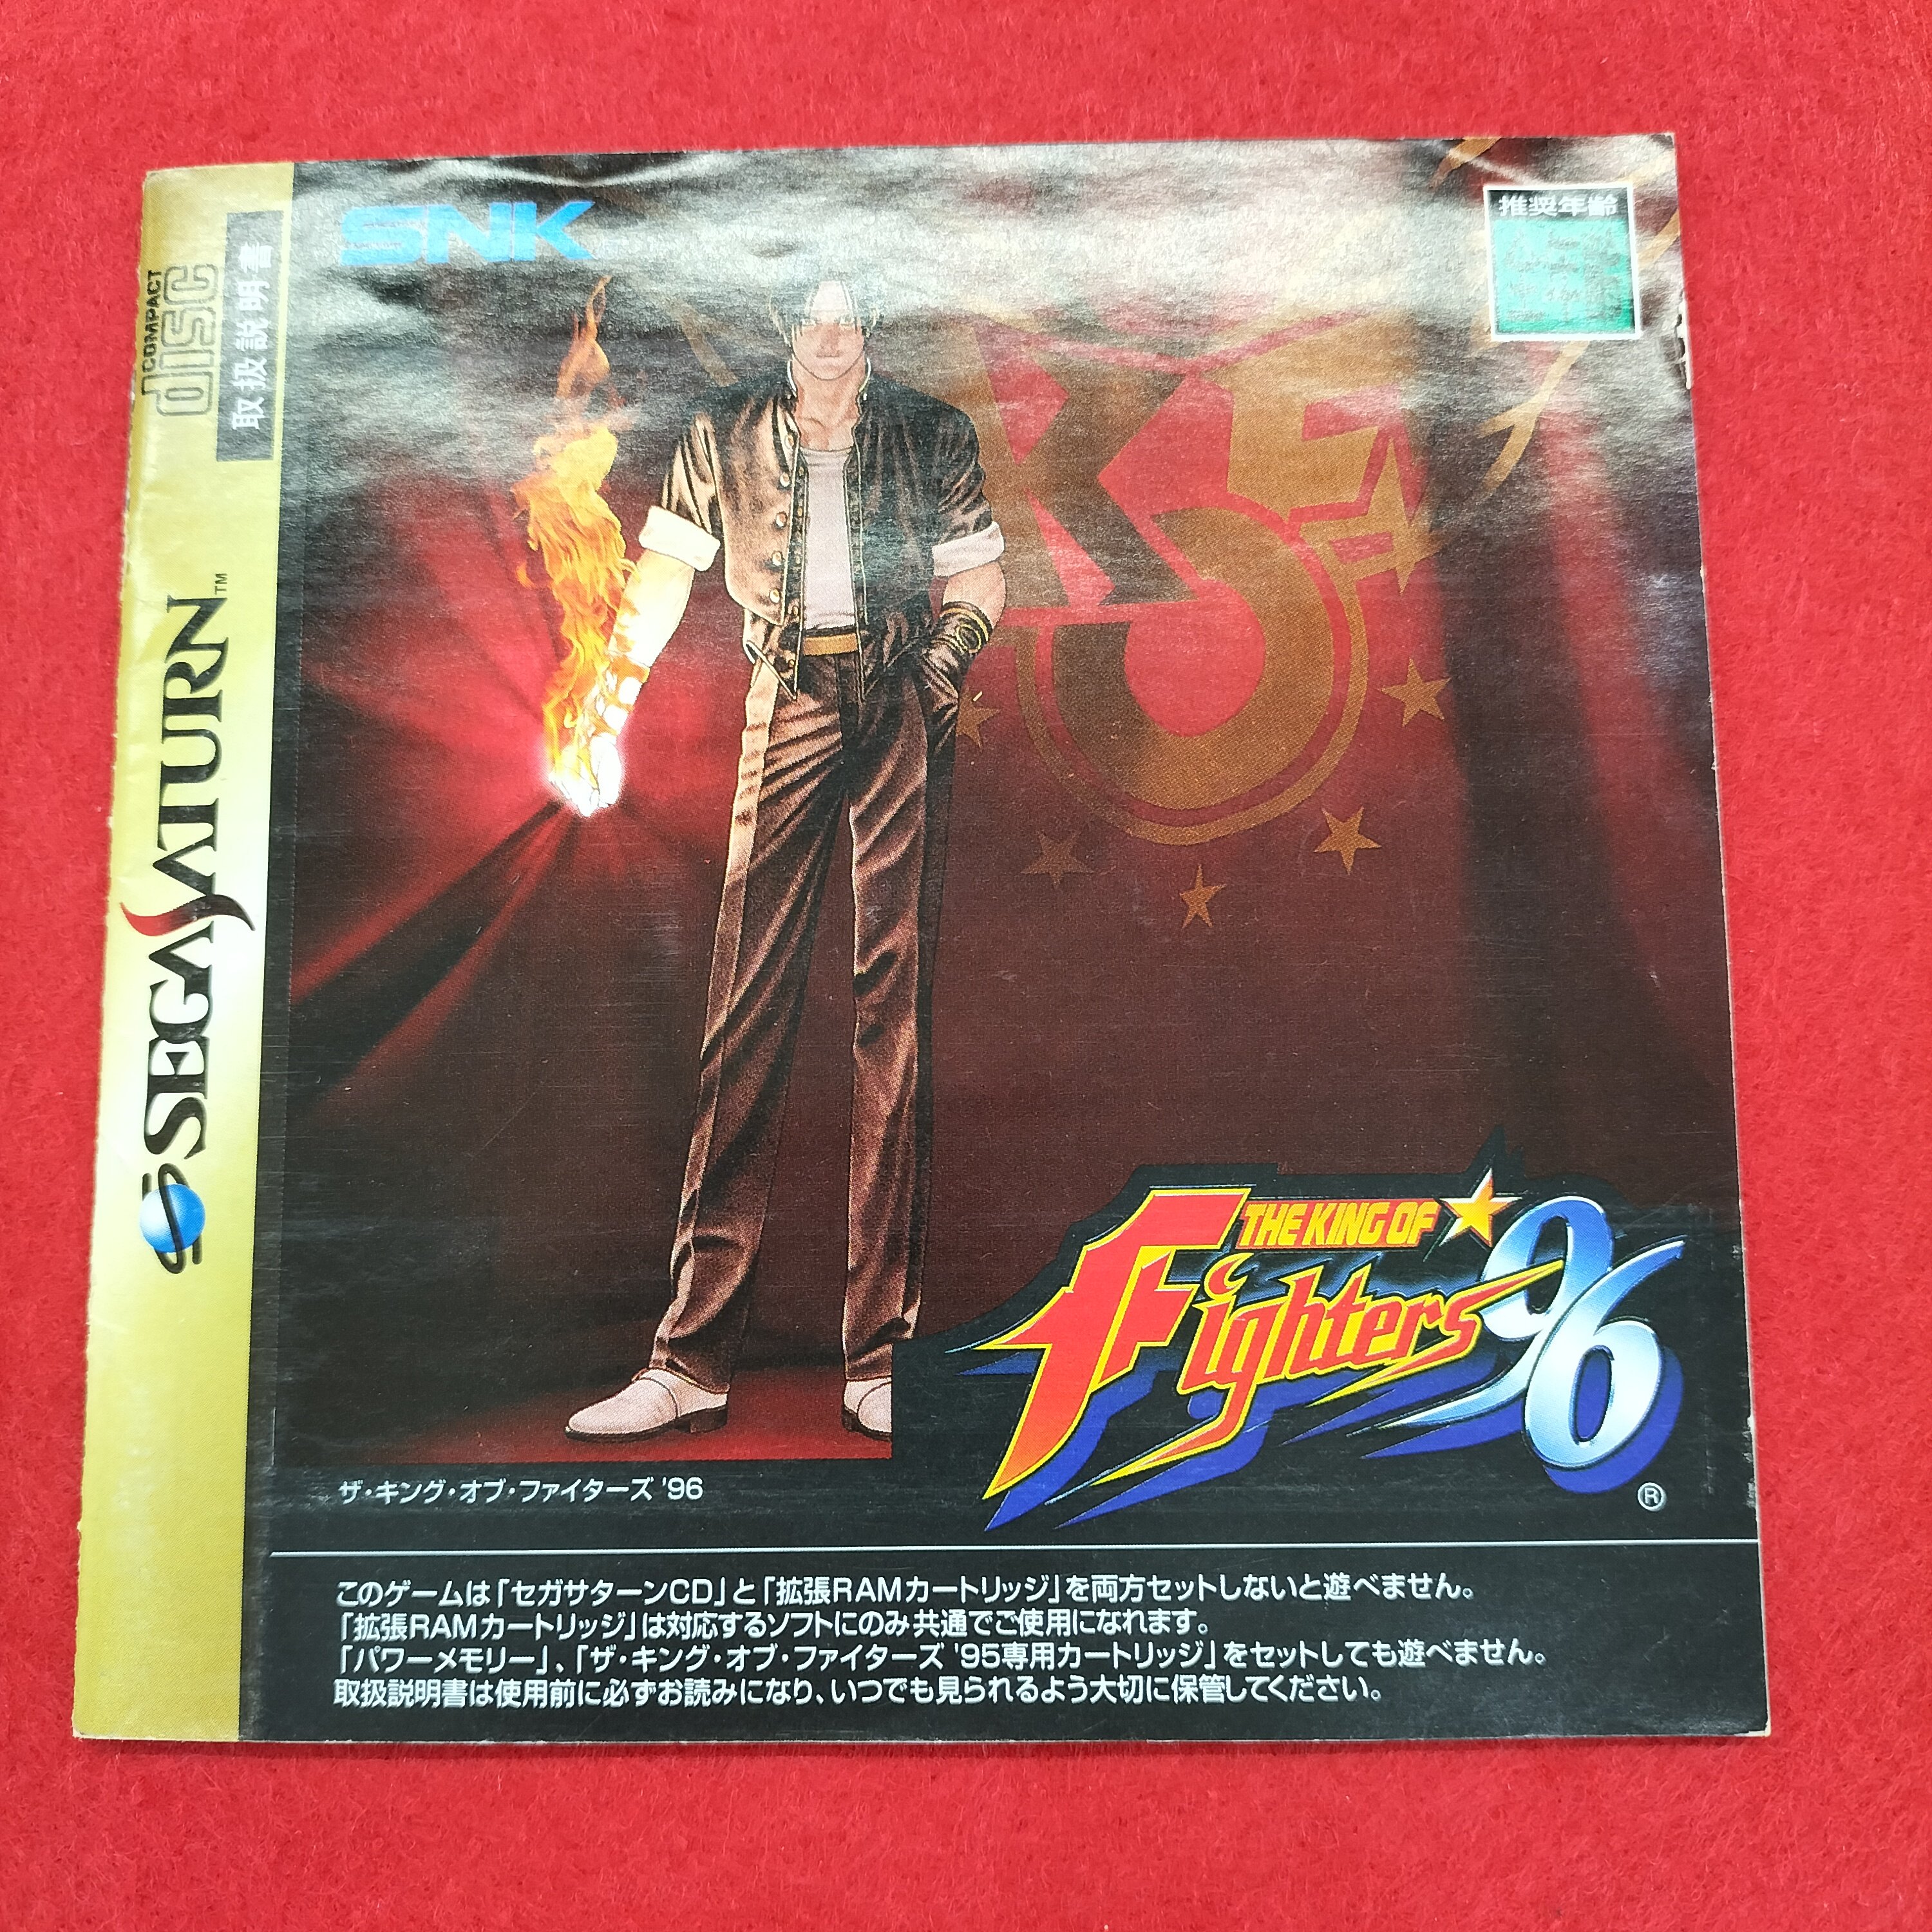 SNK
推奨年齢
COMPACT
disc
取扱説明書
SEGA SATURN™
THE KING OF
Fighters '96
®
ザ・キング・オブ・ファイターズ '96
このゲームは「セガサターンCD」と「拡張RAMカートリッジ」を両方セットしないと遊べません。
「拡張RAMカートリッジ」は対応するソフトにのみ共通でご使用になれます。
「パワーメモリー」、「ザ・キング・オブ・ファイターズ '95専用カートリッジ」をセットしても遊べません。
取扱説明書は使用前に必ずお読みになり、いつでも見られるよう大切に保管してください。